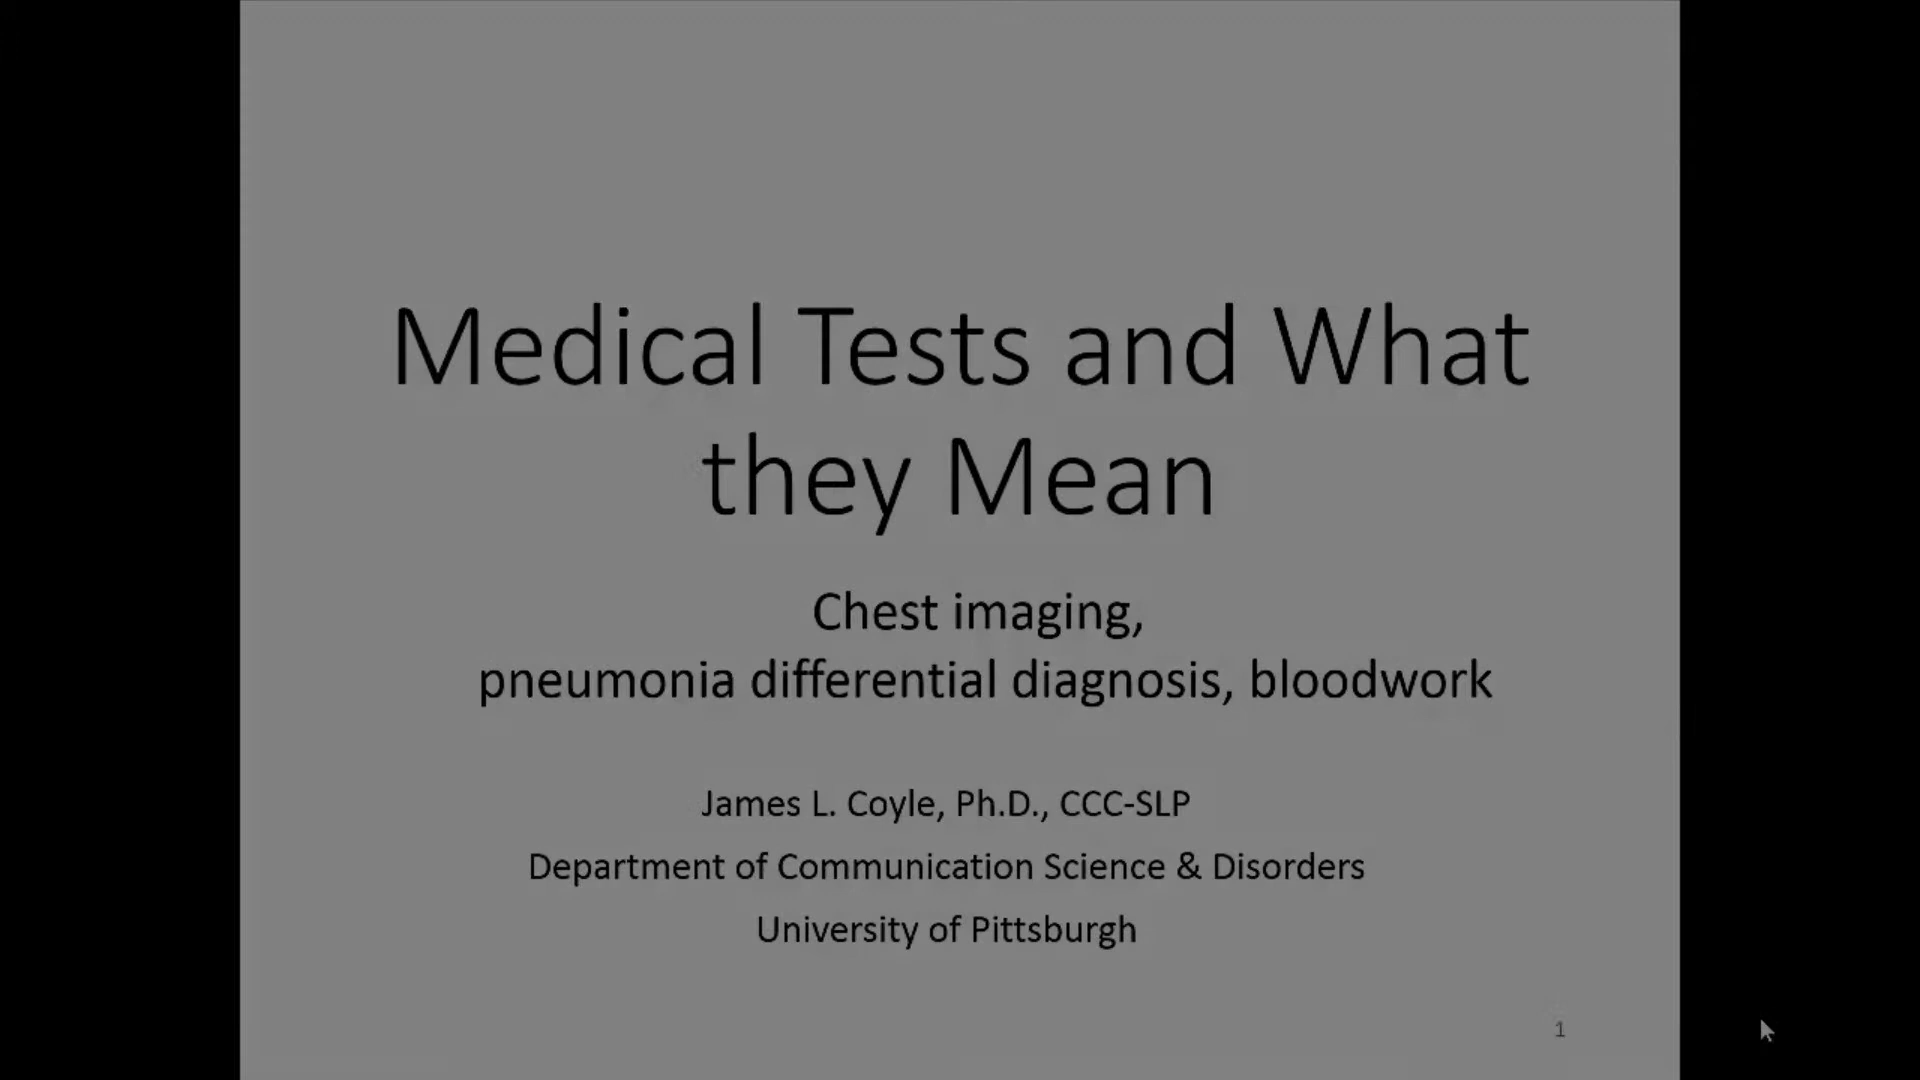 Medical Tests and What
they Mean
Chest imaging,
pneumonia differential diagnosis, bloodwork
James L. Coyle, Ph.D., CCC-SLP
Department of Communication Science & Disorders
University of Pittsburgh
1